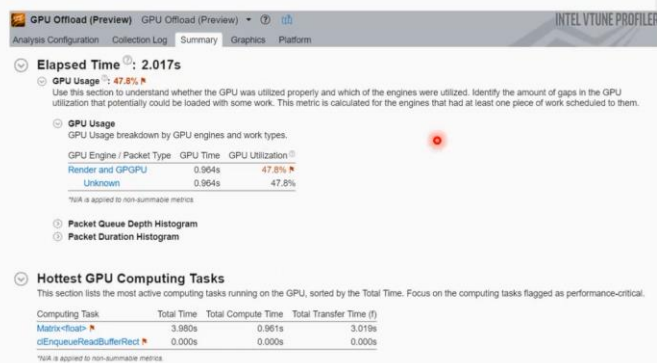 GPU Offload (Preview) GPU Offload (Preview)
INTEL VTUNE PROFILER
Analysis Configuration Collection Log Summary Graphics Platform
Elapsed Time: 2.017s
GPU Usage: 47.8%
Use this section to understand whether the GPU was utilized properly and which of the engines were utilized. Identify the amount of gaps in the GPU
utilization that potentially could be loaded with some work. This metric is calculated for the engines that had at least one piece of work scheduled to them.
GPU Usage
GPU Usage breakdown by GPU engines and work types.
GPU Engine / Packet Type GPU Time GPU Utilization
Render and GPGPU 0.964s 47.8%
Unknown 0.964s 47.8%
*N/A is applied to non-summable metrics.
Packet Queue Depth Histogram
Packet Duration Histogram
Hottest GPU Computing Tasks
This section lists the most active computing tasks running on the GPU, sorted by the Total Time. Focus on the computing tasks flagged as performance-critical.
Computing Task Total Time Total Compute Time Total Transfer Time (f)
Matrix<float> 3.980s 0.961s 3.019s
clEnqueueReadBufferRect 0.000s 0.000s 0.000s
*N/A is applied to non-summable metrics.